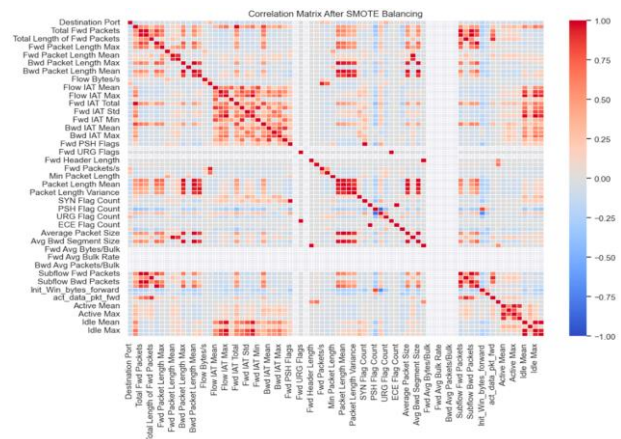 Correlation Matrix After SMOTE Balancing
Destination Port
Total Fwd Packets
Total Length of Fwd Packets
Fwd Packet Length Max
Fwd Packet Length Mean
Bwd Packet Length Max
Bwd Packet Length Mean
Flow Bytes/s
Flow IAT Mean
Flow IAT Max
Fwd IAT Total
Fwd IAT Std
Fwd IAT Min
Bwd IAT Mean
Bwd IAT Max
Fwd PSH Flags
Fwd URG Flags
Fwd Header Length
Fwd Packets/s
Min Packet Length
Packet Length Mean
Packet Length Variance
SYN Flag Count
PSH Flag Count
URG Flag Count
ECE Flag Count
Average Packet Size
Avg Bwd Segment Size
Fwd Avg Bytes/Bulk
Fwd Avg Bulk Rate
Bwd Avg Packets/Bulk
Subflow Fwd Packets
Subflow Bwd Packets
Init_Win_bytes_forward
act_data_pkt_fwd
Active Mean
Active Max
Idle Mean
Idle Max
Destination Port
Total Fwd Packets
otal Length of Fwd Packets
Fwd Packet Length Max
Fwd Packet Length Mean
Bwd Packet Length Max
Bwd Packet Length Mean
Flow Bytes/s
Flow IAT Mean
Flow IAT Max
Fwd IAT Total
Fwd IAT Std
Fwd IAT Min
Bwd IAT Mean
Bwd IAT Max
Fwd PSH Flags
Fwd URG Flags
Fwd Header Length
Fwd Packets/s
Min Packet Length
Packet Length Mean
Packet Length Variance
SYN Flag Count
PSH Flag Count
URG Flag Count
ECE Flag Count
Average Packet Size
Avg Bwd Segment Size
Fwd Avg Bytes/Bulk
Fwd Avg Bulk Rate
Bwd Avg Packets/Bulk
Subflow Fwd Packets
Subflow Bwd Packets
Init_Win_bytes_forward
act_data_pkt_fwd
Active Mean
Active Max
Idle Mean
Idle Max
1.00
0.75
0.50
0.25
0.00
−0.25
−0.50
−0.75
−1.00